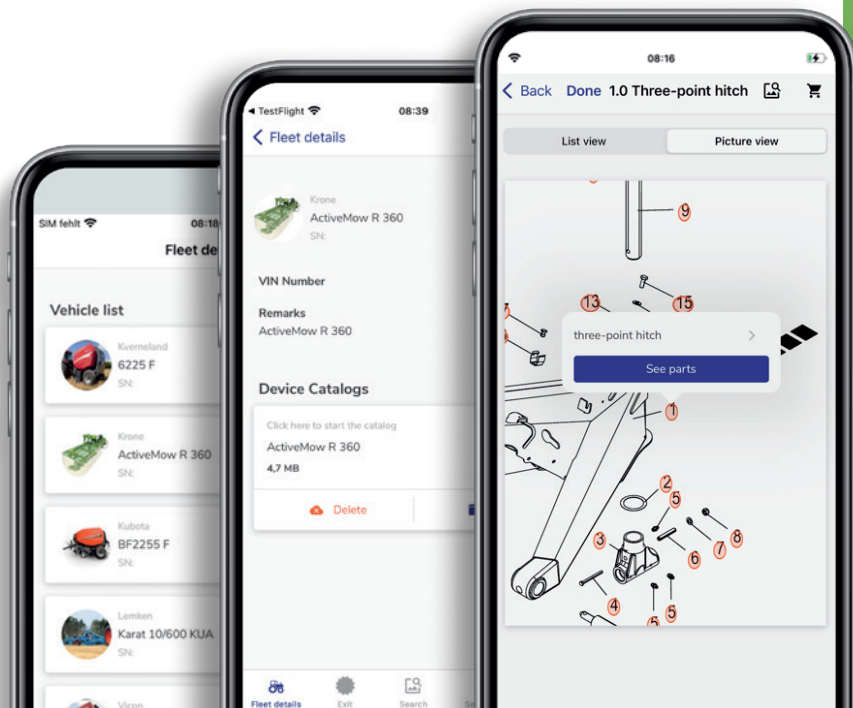 SIM fehlt
08:18
Fleet de
Vehicle list
Kverneland
6225 F
SN:
Krone
ActiveMow R 360
SN:
Kubota
BF2255 F
SN:
Lemken
Karat 10/600 KUA
SN:
Vicon
TestFlight
08:39
Fleet details
Krone
ActiveMow R 360
SN:
VIN Number
Remarks
ActiveMow R 360
Device Catalogs
Click here to start the catalog
ActiveMow R 360
4,7 MB
Delete
Fleet details Exit Search
08:16
Back Done 1.0 Three-point hitch
List view Picture view
9
13 15
three-point hitch
See parts
1
2
5
3
6 7 8
4
5 5